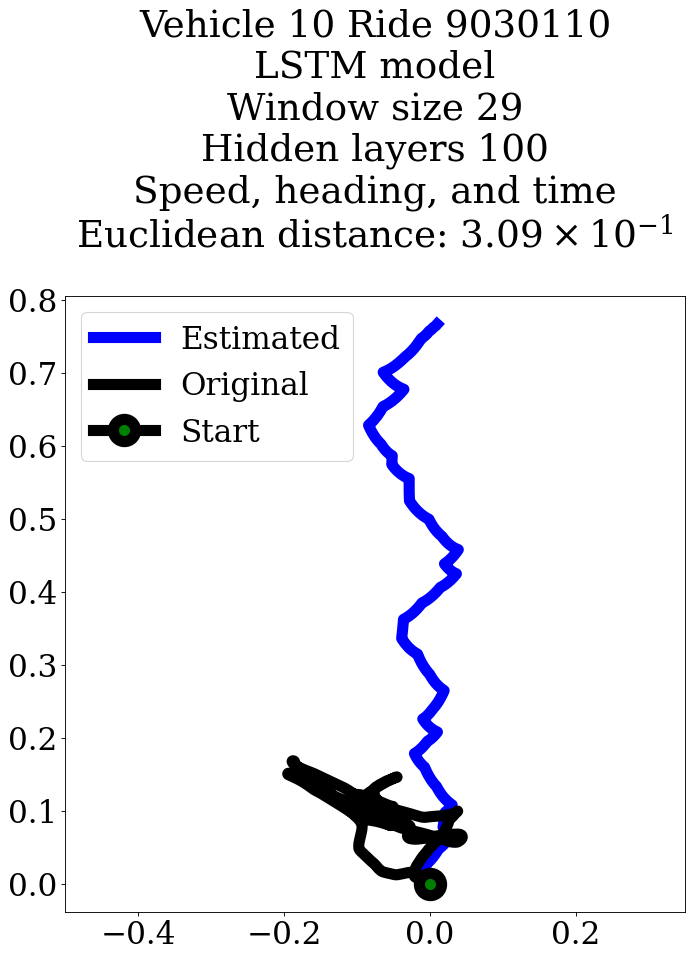 Vehicle 10 Ride 9030110
LSTM model
Window size 29
Hidden layers 100
Speed, heading, and time
Euclidean distance: 3.09 × 10⁻¹
Estimated
Original
Start
0.8
0.7
0.6
0.5
0.4
0.3
0.2
0.1
0.0
−0.4 −0.2 0.0 0.2